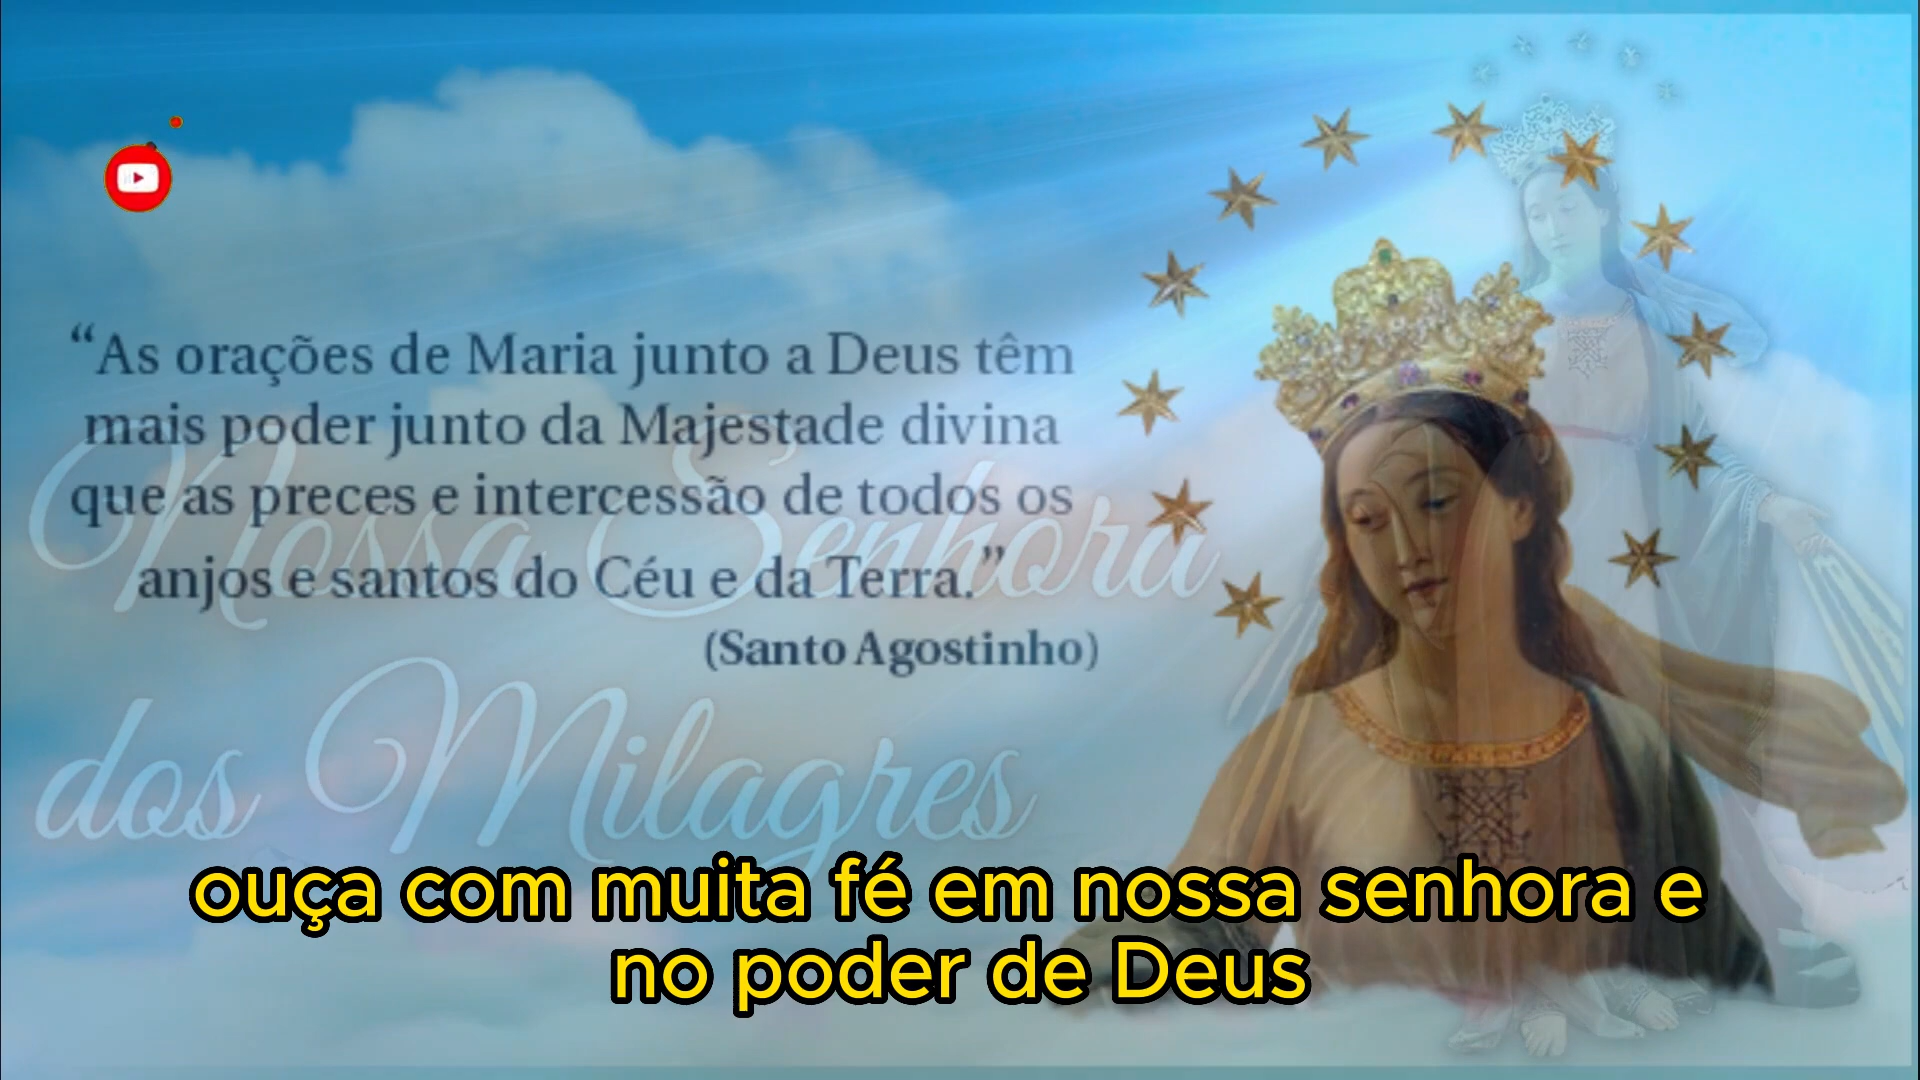 “As orações de Maria junto a Deus têm
mais poder junto da Majestade divina
que as preces e intercessão de todos os
anjos e santos do Céu e da Terra.”
(Santo Agostinho)
Nossa Senhora
dos Milagres
ouça com muita fé em nossa senhora e
no poder de Deus